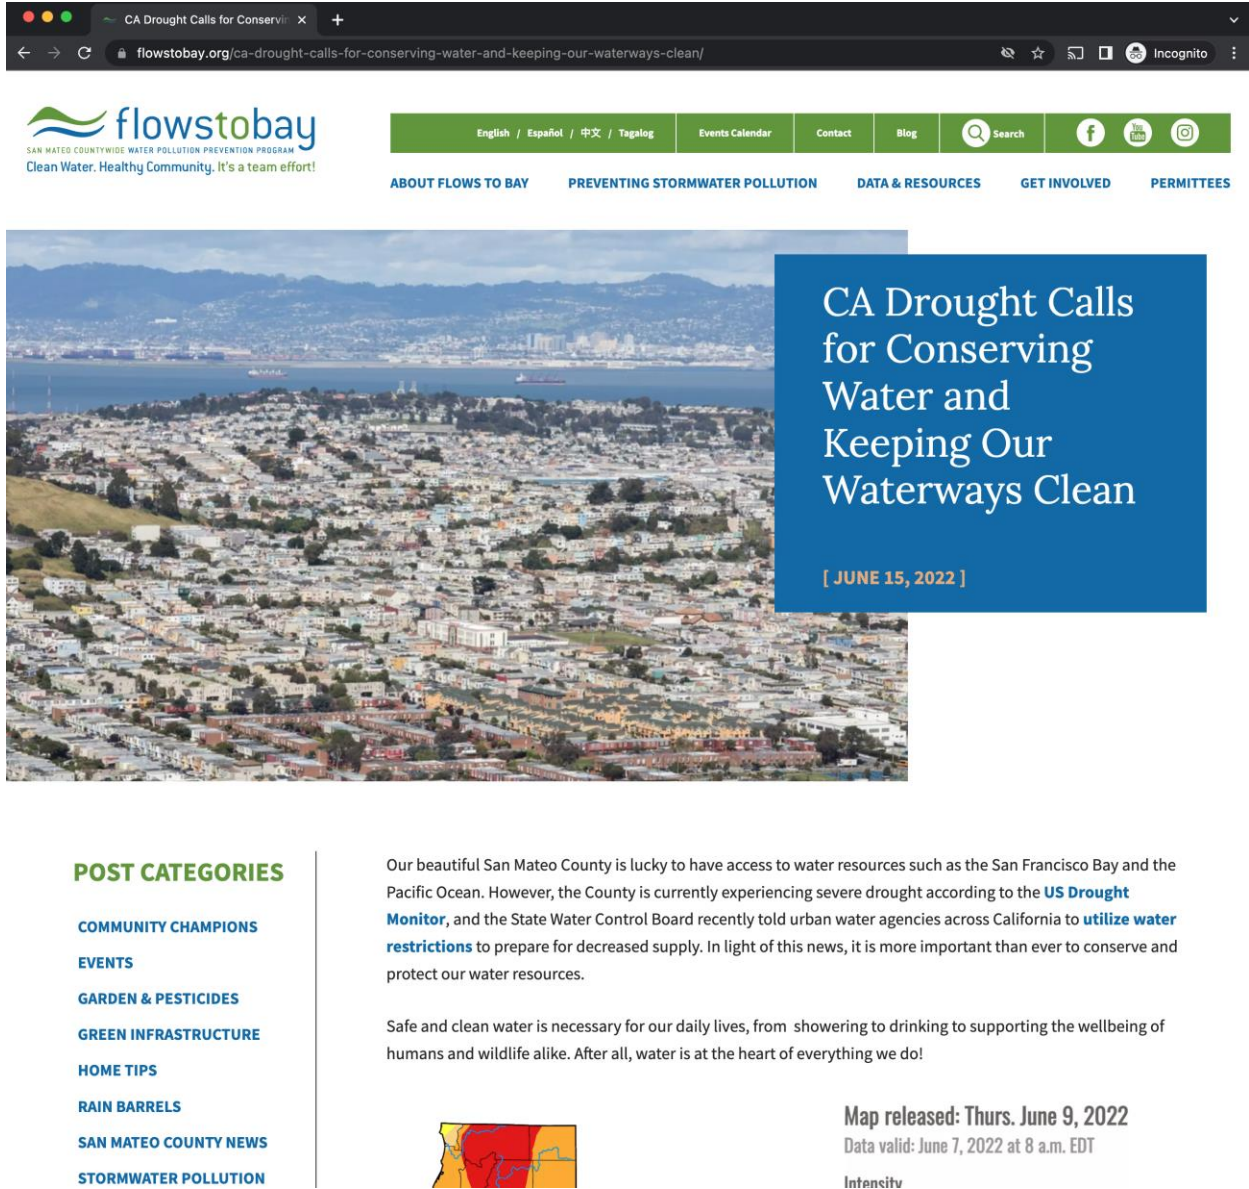 CA Drought Calls for Conservin
flowstobay.org/ca-drought-calls-for-conserving-water-and-keeping-our-waterways-clean/
Incognito
flowstobay
SAN MATEO COUNTYWIDE WATER POLLUTION PREVENTION PROGRAM
Clean Water. Healthy Community. It's a team effort!
English / Español / 中文 / Tagalog
Events Calendar
Contact
Blog
Search
f
You
Tube
ABOUT FLOWS TO BAY
PREVENTING STORMWATER POLLUTION
DATA & RESOURCES
GET INVOLVED
PERMITTEES
CA Drought Calls
for Conserving
Water and
Keeping Our
Waterways Clean
[ JUNE 15, 2022 ]
POST CATEGORIES
COMMUNITY CHAMPIONS
EVENTS
GARDEN & PESTICIDES
GREEN INFRASTRUCTURE
HOME TIPS
RAIN BARRELS
SAN MATEO COUNTY NEWS
STORMWATER POLLUTION
Our beautiful San Mateo County is lucky to have access to water resources such as the San Francisco Bay and the
Pacific Ocean. However, the County is currently experiencing severe drought according to the US Drought
Monitor, and the State Water Control Board recently told urban water agencies across California to utilize water
restrictions to prepare for decreased supply. In light of this news, it is more important than ever to conserve and
protect our water resources.
Safe and clean water is necessary for our daily lives, from showering to drinking to supporting the wellbeing of
humans and wildlife alike. After all, water is at the heart of everything we do!
Map released: Thurs. June 9, 2022
Data valid: June 7, 2022 at 8 a.m. EDT
Intensity